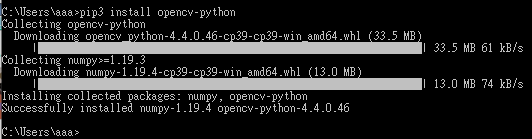 C:\Users\aaa>pip3 install opencv-python
Collecting opencv-python
Downloading opencv_python-4.4.0.46-cp39-cp39-win_amd64.whl (33.5 MB)
| | 33.5 MB 61 kB/s
Collecting numpy>=1.19.3
Downloading numpy-1.19.4-cp39-cp39-win_amd64.whl (13.0 MB)
| | 13.0 MB 74 kB/s
Installing collected packages: numpy, opencv-python
Successfully installed numpy-1.19.4 opencv-python-4.4.0.46
C:\Users\aaa>